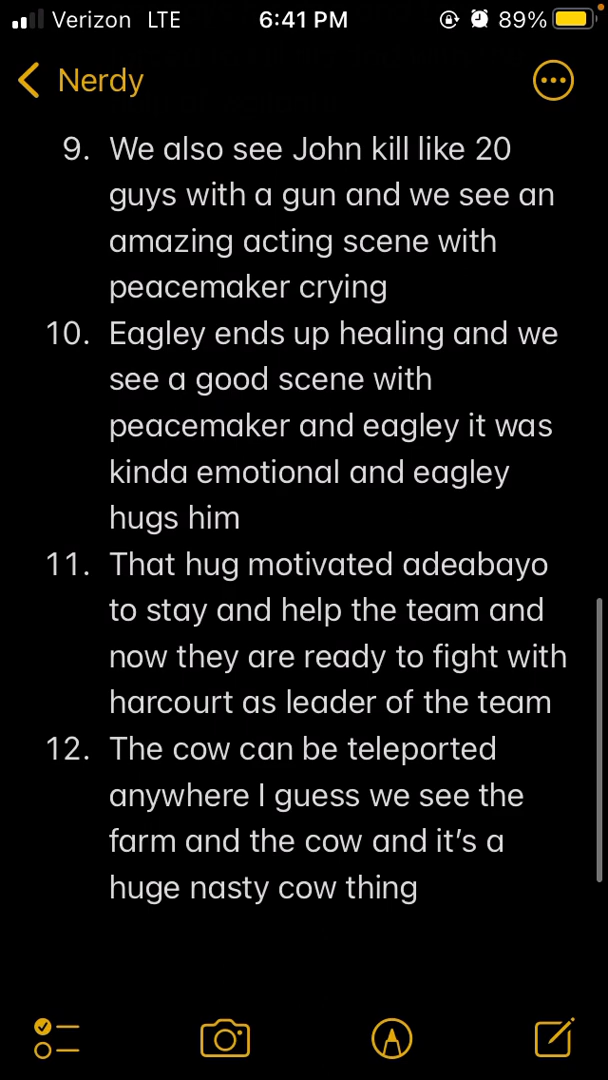 Verizon LTE 6:41 PM 89%
Nerdy
9. We also see John kill like 20
guys with a gun and we see an
amazing acting scene with
peacemaker crying
10. Eagley ends up healing and we
see a good scene with
peacemaker and eagley it was
kinda emotional and eagley
hugs him
11. That hug motivated adeabayo
to stay and help the team and
now they are ready to fight with
harcourt as leader of the team
12. The cow can be teleported
anywhere I guess we see the
farm and the cow and it's a
huge nasty cow thing